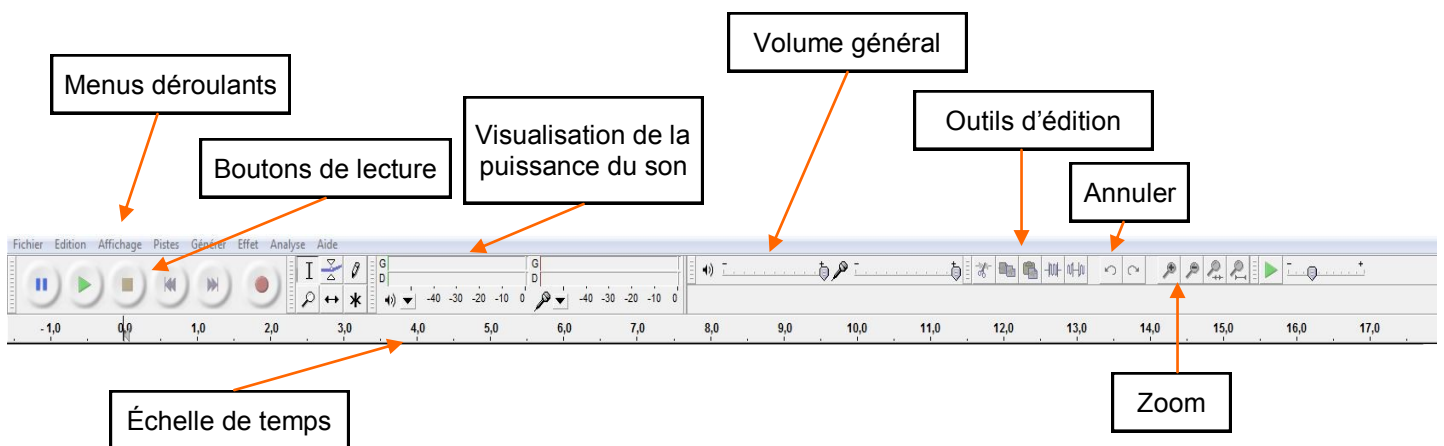 Volume général
Menus déroulants
Outils d'édition
Visualisation de la
puissance du son
Boutons de lecture
Annuler
Fichier Edition Affichage Pistes Générer Effet Analyse Aide
G G
D D
- + - + - +
-40 -30 -20 -10 0 -40 -30 -20 -10 0
- 1,0 0,0 1,0 2,0 3,0 4,0 5,0 6,0 7,0 8,0 9,0 10,0 11,0 12,0 13,0 14,0 15,0 16,0 17,0
Échelle de temps
Zoom